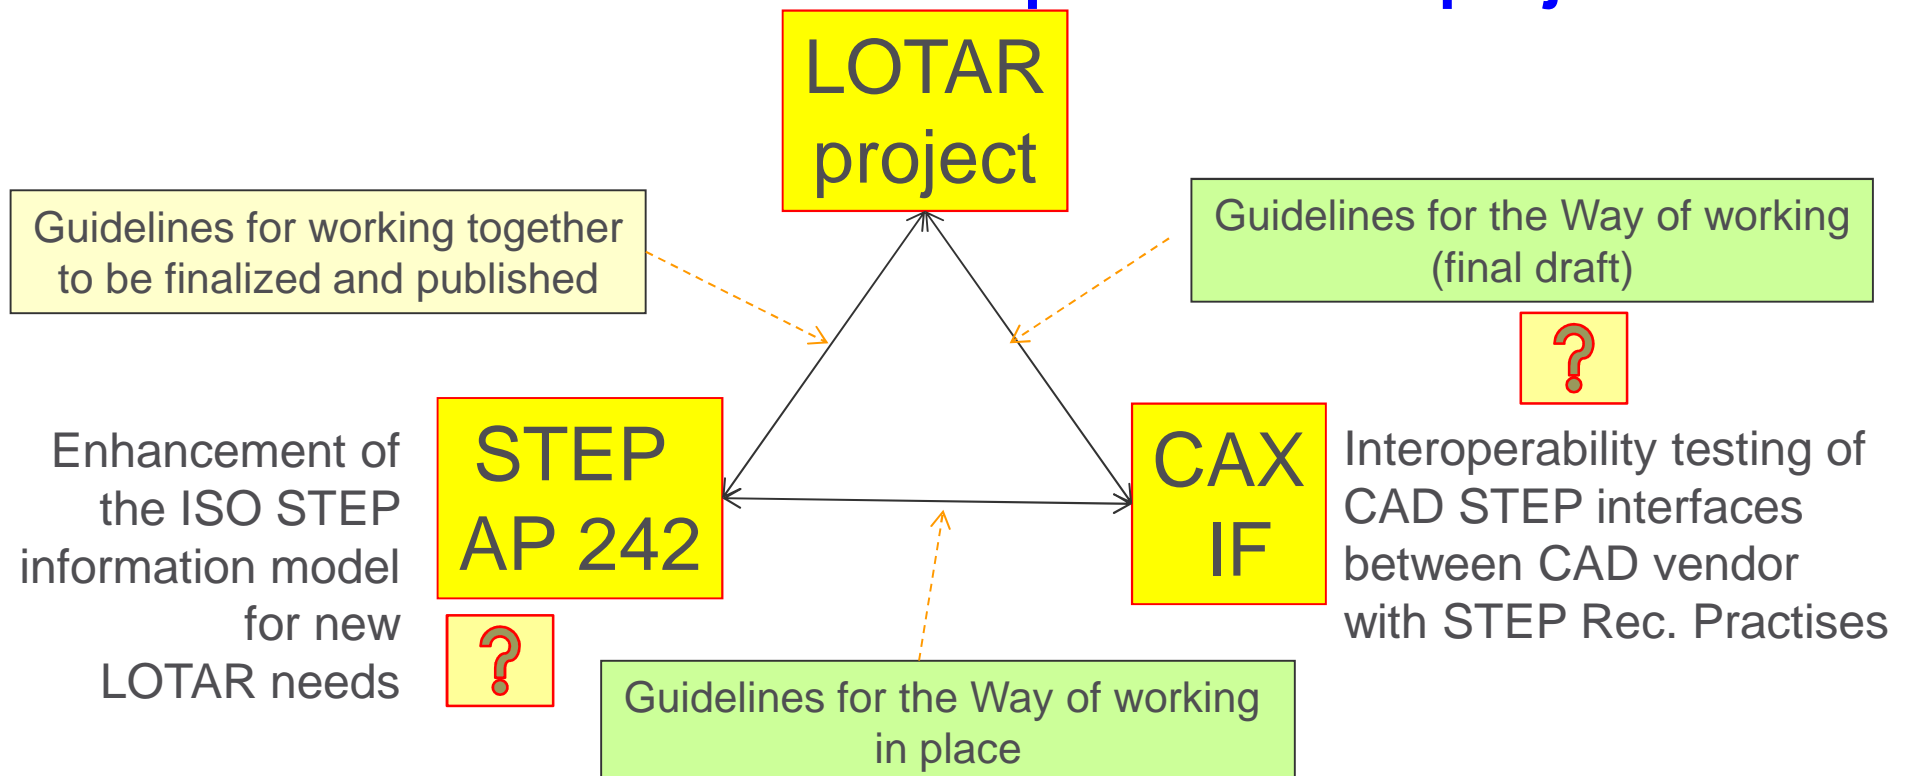 LOTAR
project
Guidelines for working together
to be finalized and published
Guidelines for the Way of working
(final draft)
?
Enhancement of
the ISO STEP
information model
for new
LOTAR needs
STEP
AP 242
?
CAX
IF
Interoperability testing of
CAD STEP interfaces
between CAD vendor
with STEP Rec. Practises
Guidelines for the Way of working
in place